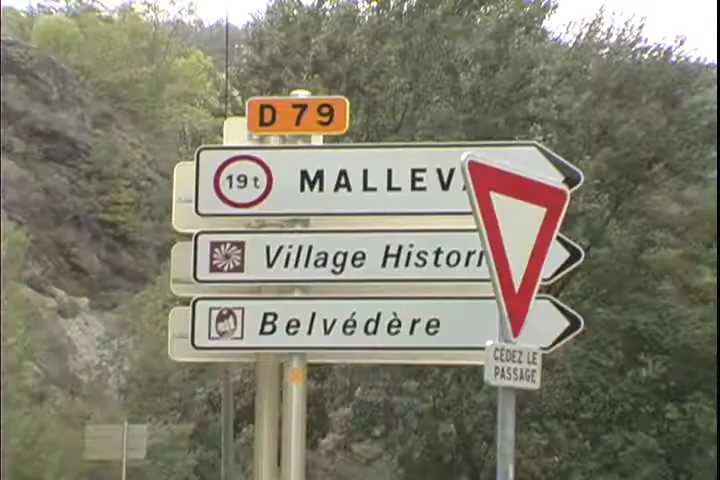 D 79
19t MALLEV
Village Histori
Belvédère
CÉDEZ LE
PASSAGE